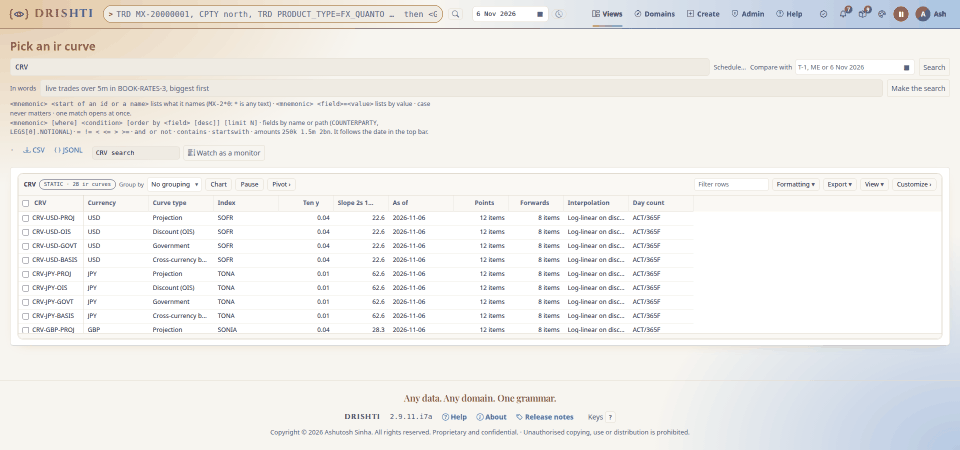 DRISHTI
> TRD MX-20000001, CPTY north, TRD PRODUCT_TYPE=FX_QUANTO … then <G
6 Nov 2026
Views Domains Create Admin Help
7 9 A Ash
Pick an ir curve
CRV
Schedule... Compare with T-1, ME or 6 Nov 2026 Search
In words live trades over 5m in BOOK-RATES-3, biggest first Make the search
<mnemonic> <start of an id or a name> lists what it names (MX-2*0: * is any text) · <mnemonic> <field>=<value> lists by value · case
never matters · one match opens at once.
<mnemonic> [where] <condition> [order by <field> [desc]] [limit N] · fields by name or path (COUNTERPARTY,
LEGS[0].NOTIONAL) · = != < <= > >= · and or not · contains · startswith · amounts 250k 1.5m 2bn. It follows the date in the top bar.
CSV JSONL CRV search Watch as a monitor
CRV STATIC · 28 ir curves Group by No grouping Chart Pause Pivot › Filter rows Formatting ▾ Export ▾ View ▾ Customize ›
CRV Currency Curve type Index Ten y Slope 2s 1... As of Points Forwards Interpolation Day count
CRV-USD-PROJ USD Projection SOFR 0.04 22.6 2026-11-06 12 items 8 items Log-linear on disc... ACT/365F
CRV-USD-OIS USD Discount (OIS) SOFR 0.04 22.6 2026-11-06 12 items 8 items Log-linear on disc... ACT/365F
CRV-USD-GOVT USD Government SOFR 0.04 22.6 2026-11-06 12 items 8 items Log-linear on disc... ACT/365F
CRV-USD-BASIS USD Cross-currency b... SOFR 0.04 22.6 2026-11-06 12 items 8 items Log-linear on disc... ACT/365F
CRV-JPY-PROJ JPY Projection TONA 0.01 62.6 2026-11-06 12 items 8 items Log-linear on disc... ACT/365F
CRV-JPY-OIS JPY Discount (OIS) TONA 0.01 62.6 2026-11-06 12 items 8 items Log-linear on disc... ACT/365F
CRV-JPY-GOVT JPY Government TONA 0.01 62.6 2026-11-06 12 items 8 items Log-linear on disc... ACT/365F
CRV-JPY-BASIS JPY Cross-currency b... TONA 0.01 62.6 2026-11-06 12 items 8 items Log-linear on disc... ACT/365F
CRV-GBP-PROJ GBP Projection SONIA 0.04 28.3 2026-11-06 12 items 8 items Log-linear on disc... ACT/365F
Any data. Any domain. One grammar.
DRISHTI 2.9.11.17a Help About Release notes Keys ?
Copyright © 2026 Ashutosh Sinha. All rights reserved. Proprietary and confidential. · Unauthorised copying, use or distribution is prohibited.